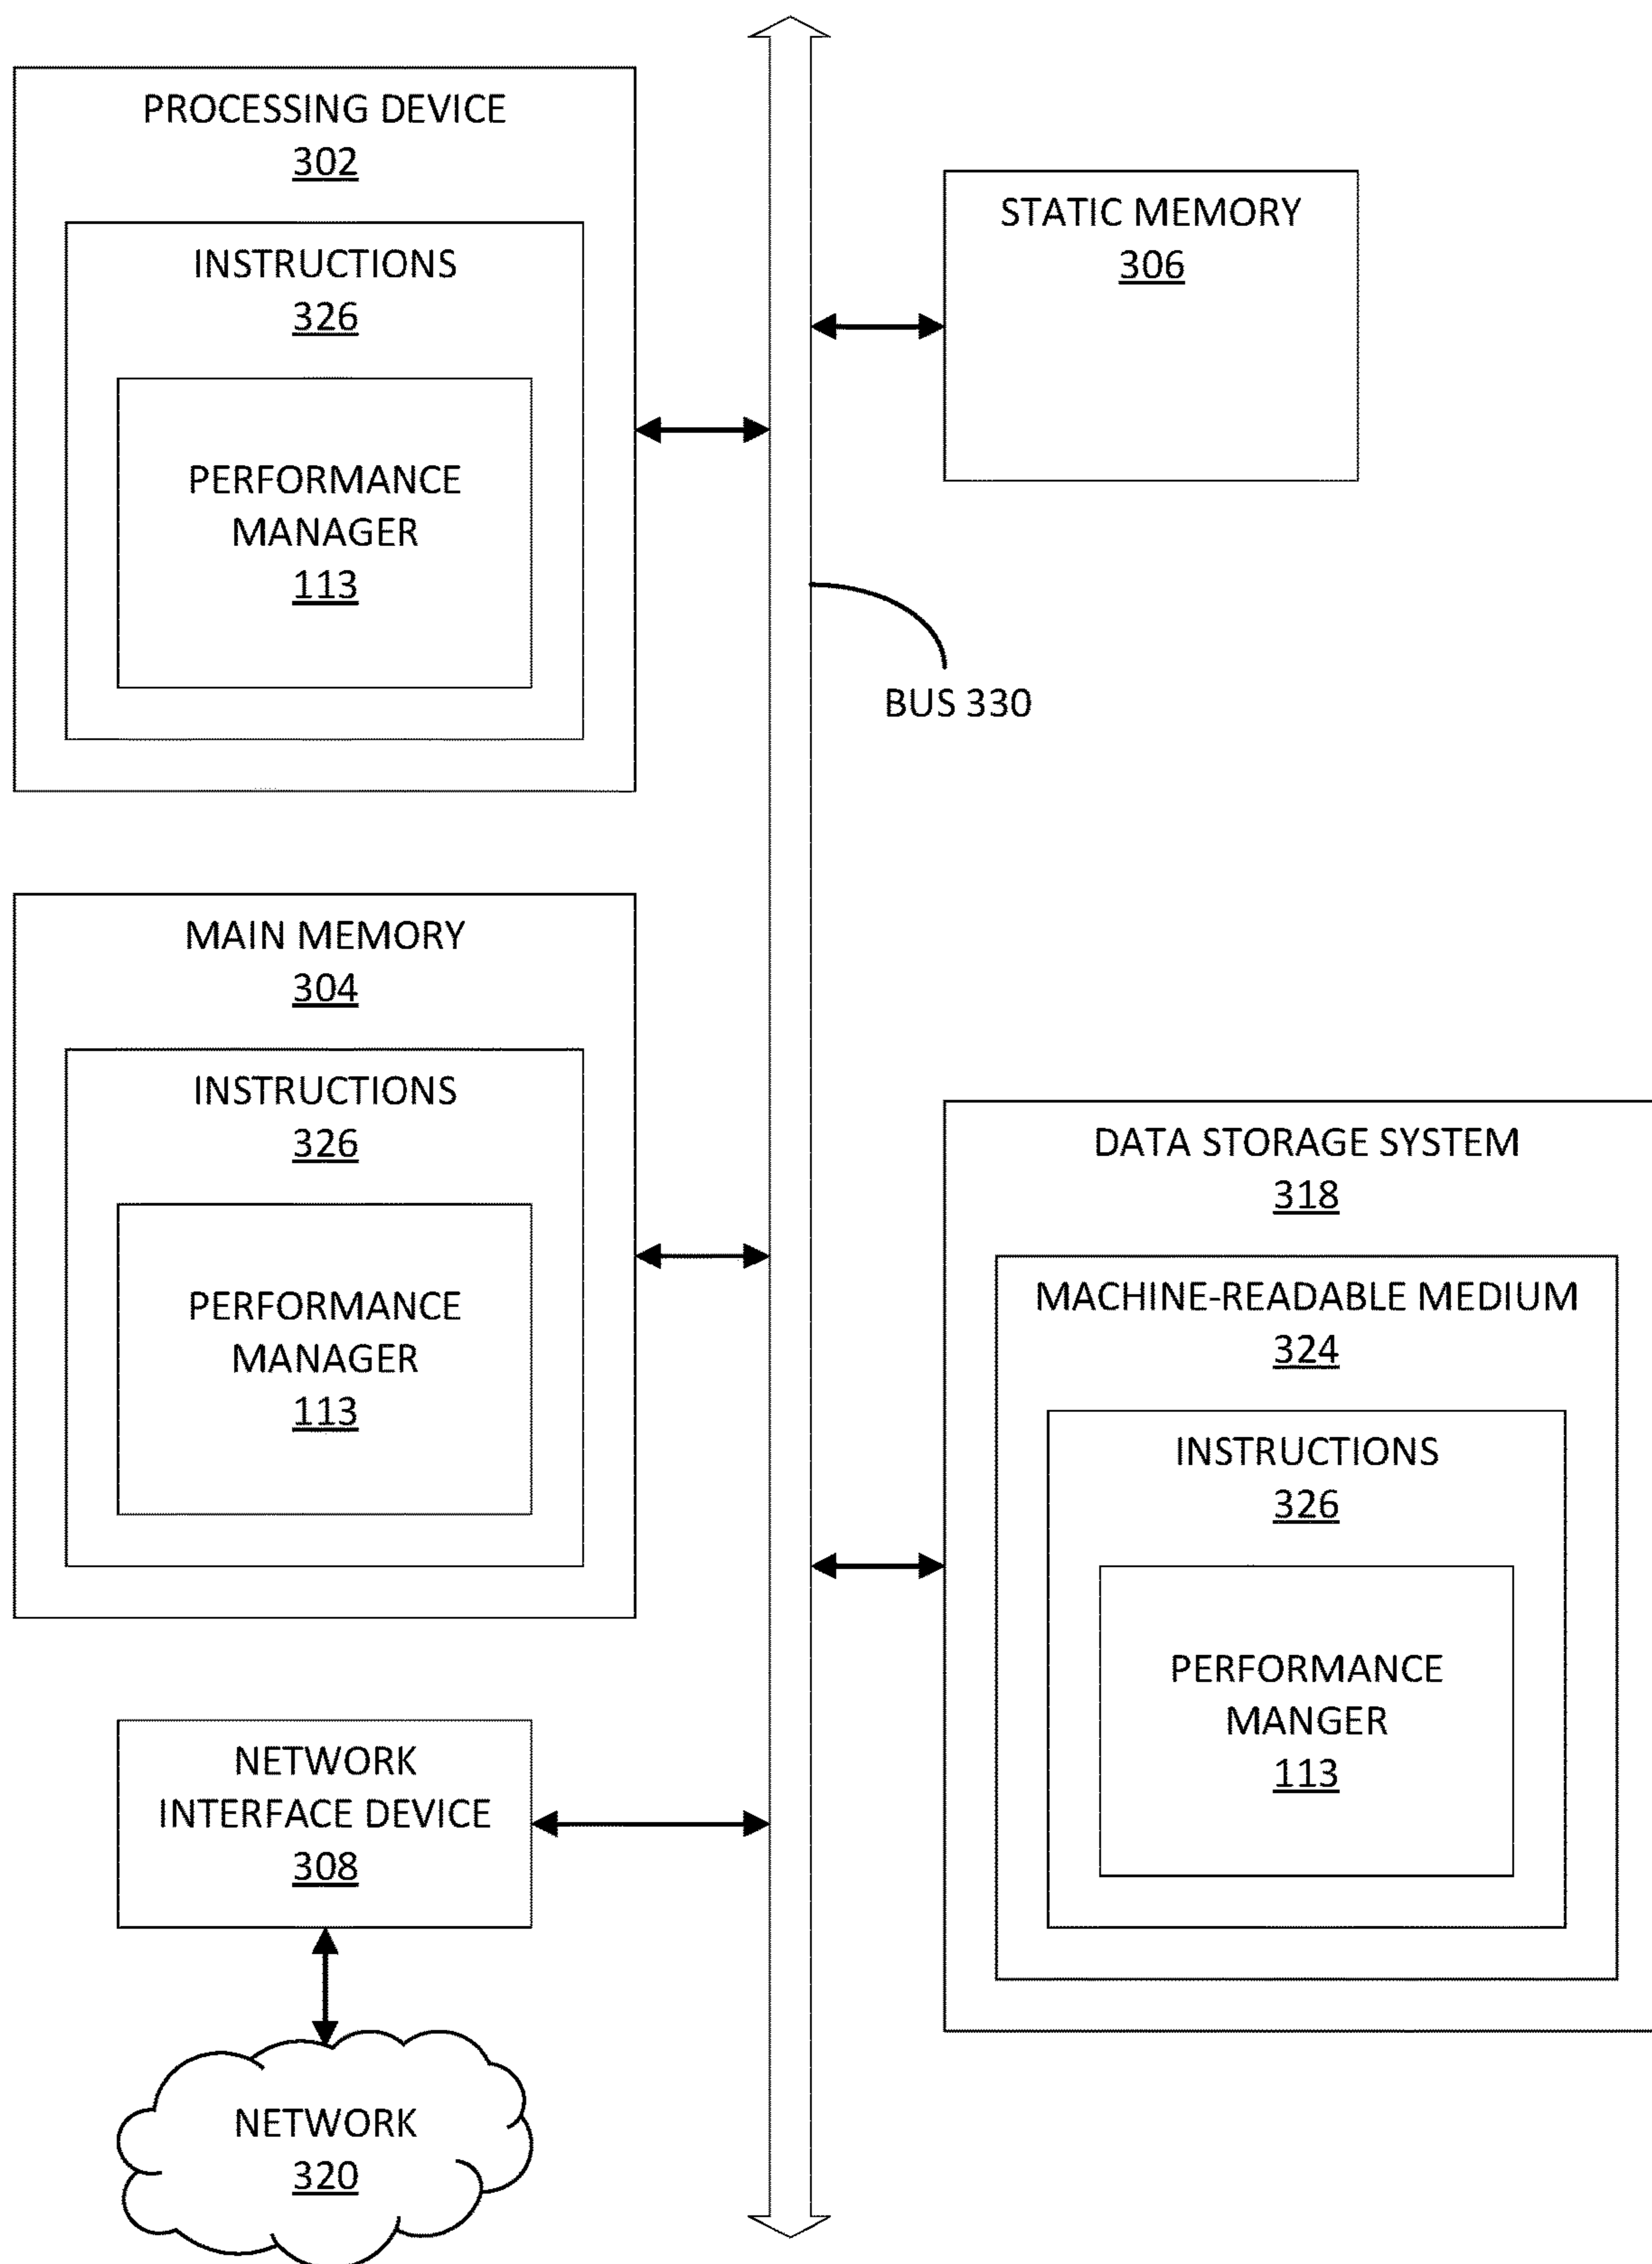 PROCESSING DEVICE
302
INSTRUCTIONS
326
PERFORMANCE
MANAGER
113
STATIC MEMORY
306
BUS 330
MAIN MEMORY
304
INSTRUCTIONS
326
PERFORMANCE
MANAGER
113
DATA STORAGE SYSTEM
318
MACHINE-READABLE MEDIUM
324
INSTRUCTIONS
326
PERFORMANCE
MANGER
113
NETWORK
INTERFACE DEVICE
308
NETWORK
320